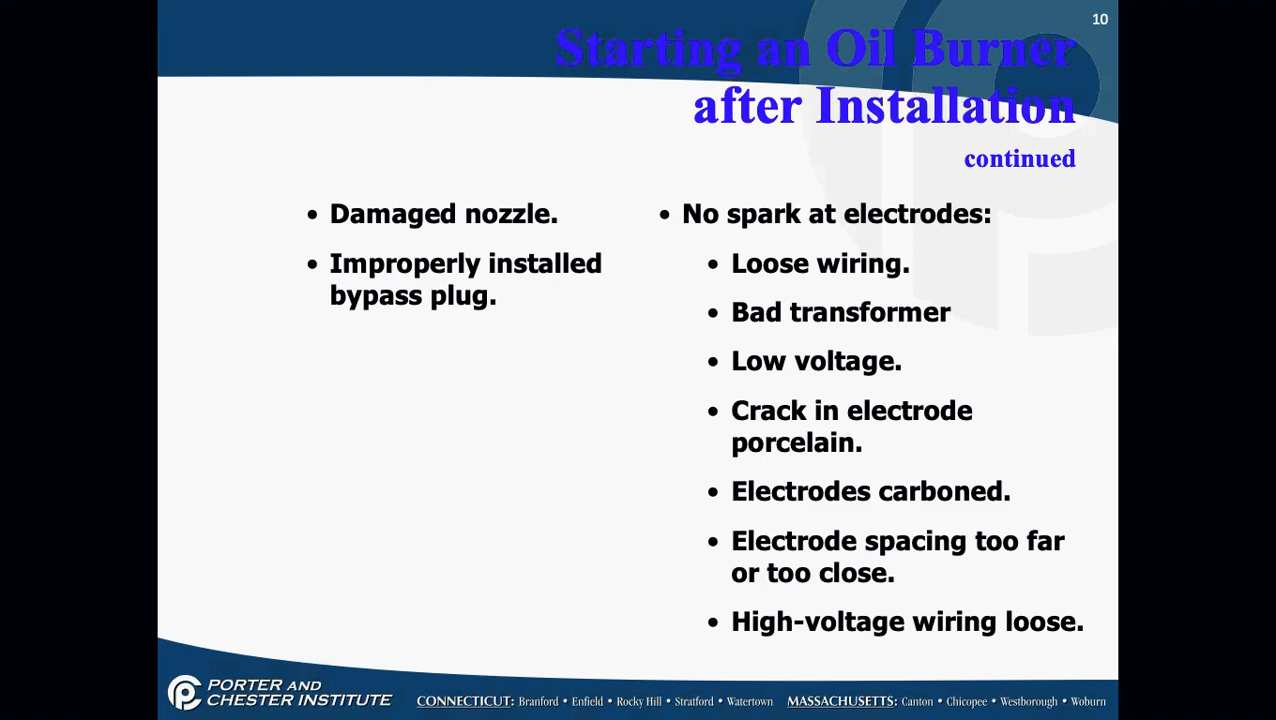 10
Starting an Oil Burner
after Installation
continued
• Damaged nozzle.
• Improperly installed
bypass plug.
• No spark at electrodes:
• Loose wiring.
• Bad transformer
• Low voltage.
• Crack in electrode
porcelain.
• Electrodes carboned.
• Electrode spacing too far
or too close.
• High-voltage wiring loose.
PORTER AND
CHESTER INSTITUTE
CONNECTICUT: Branford • Enfield • Rocky Hill • Stratford • Watertown MASSACHUSETTS: Canton • Chicopee • Westborough • Woburn